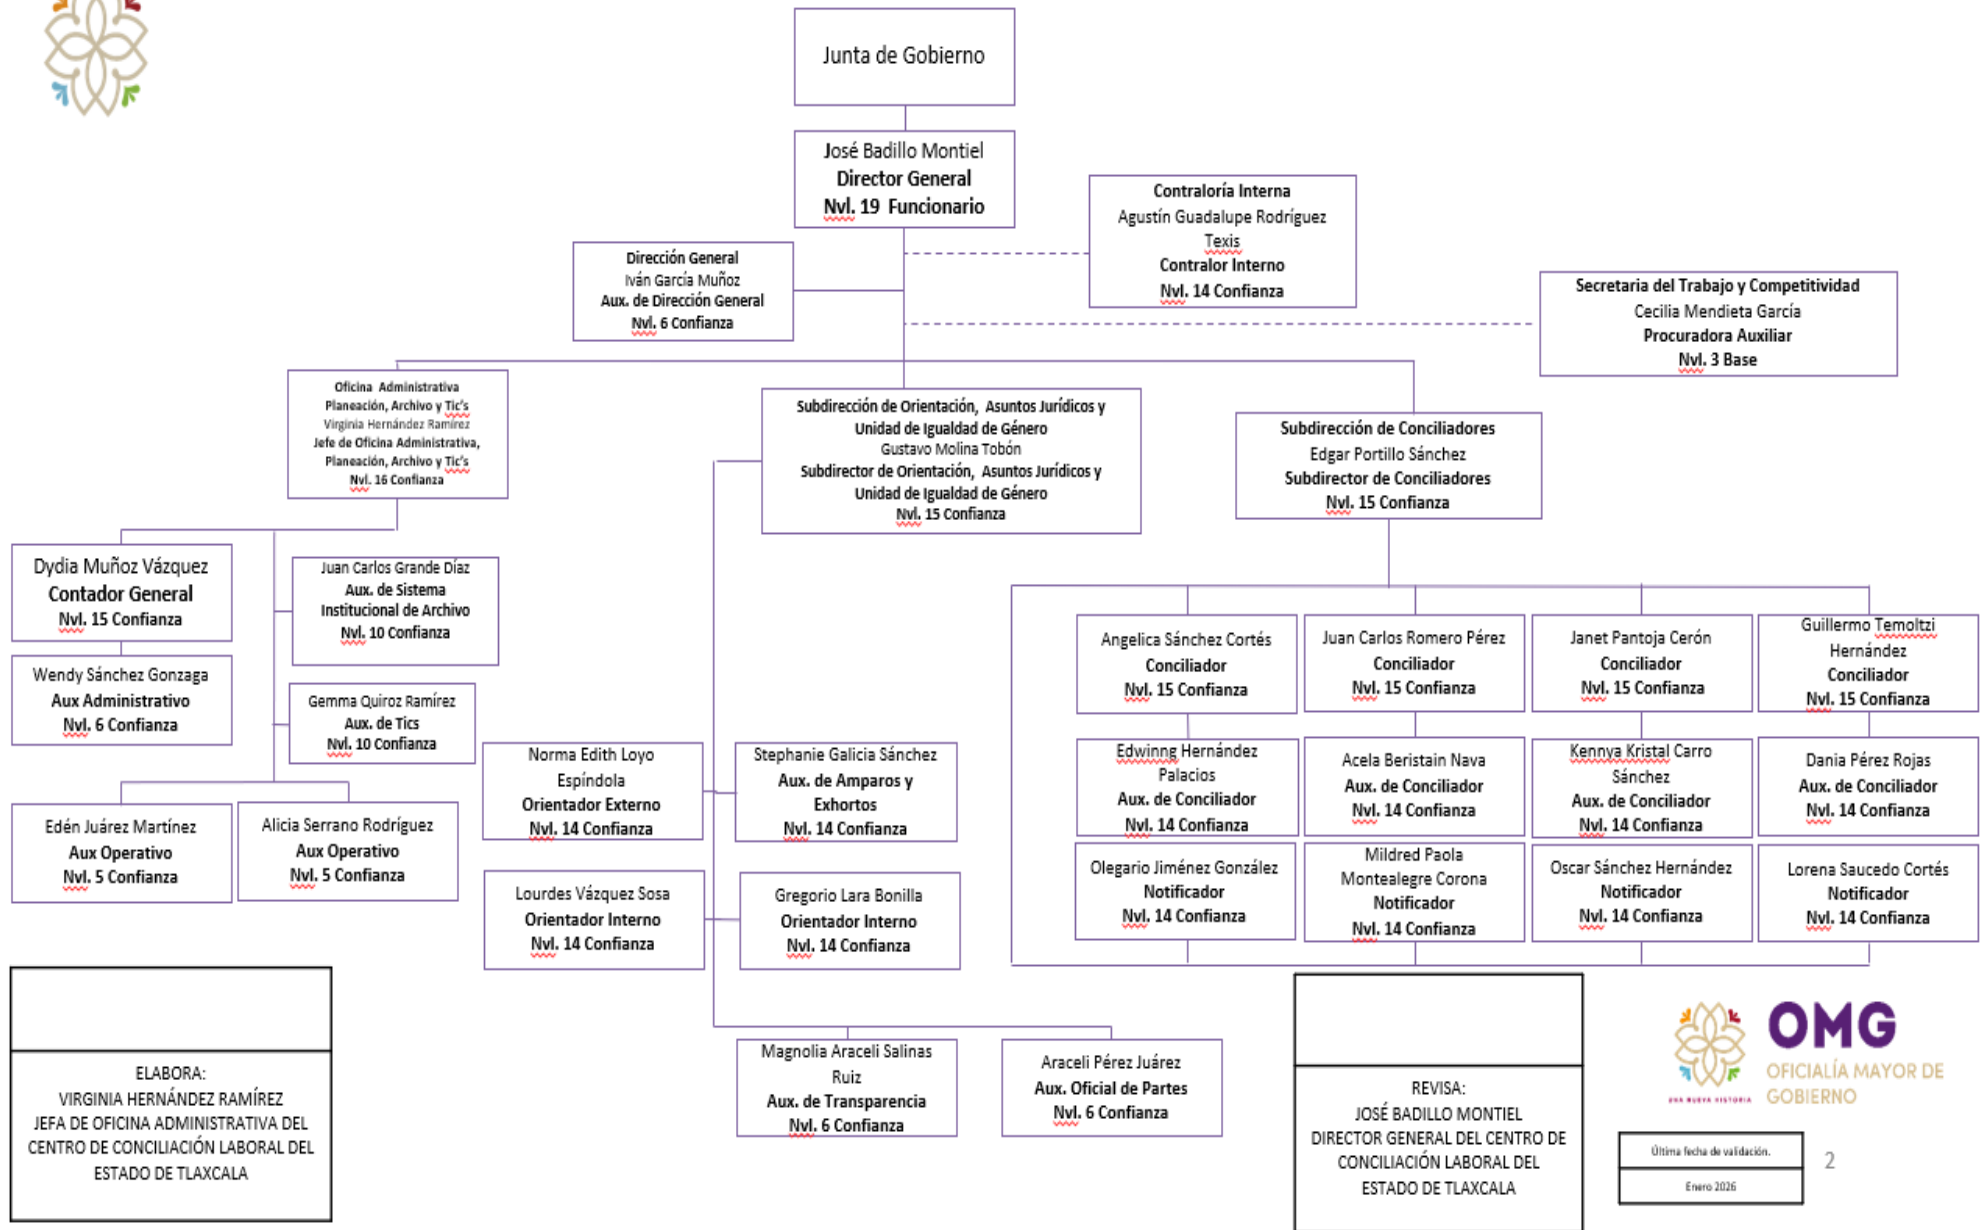 Junta de Gobierno
José Badillo Montiel
Director General
Nvl. 19 Funcionario
Contraloría Interna
Agustín Guadalupe Rodríguez
Texis
Contralor Interno
Nvl. 14 Confianza
Dirección General
Iván García Muñoz
Aux. de Dirección General
Nvl. 6 Confianza
Secretaria del Trabajo y Competitividad
Cecilia Mendieta García
Procuradora Auxiliar
Nvl. 3 Base
Oficina Administrativa
Planeación, Archivo y Tic's
Virginia Hernández Ramírez
Jefe de Oficina Administrativa,
Planeación, Archivo y Tic's
Nvl. 16 Confianza
Subdirección de Orientación, Asuntos Jurídicos y
Unidad de Igualdad de Género
Gustavo Molina Tobón
Subdirector de Orientación, Asuntos Jurídicos y
Unidad de Igualdad de Género
Nvl. 15 Confianza
Subdirección de Conciliadores
Edgar Portillo Sánchez
Subdirector de Conciliadores
Nvl. 15 Confianza
Dydia Muñoz Vázquez
Contador General
Nvl. 15 Confianza
Juan Carlos Grande Díaz
Aux. de Sistema
Institucional de Archivo
Nvl. 10 Confianza
Wendy Sánchez Gonzaga
Aux Administrativo
Nvl. 6 Confianza
Gemma Quiroz Ramírez
Aux. de Tics
Nvl. 10 Confianza
Edén Juárez Martínez
Aux Operativo
Nvl. 5 Confianza
Alicia Serrano Rodríguez
Aux Operativo
Nvl. 5 Confianza
Norma Edith Loyo
Espíndola
Orientador Externo
Nvl. 14 Confianza
Stephanie Galicia Sánchez
Aux. de Amparos y
Exhortos
Nvl. 14 Confianza
Lourdes Vázquez Sosa
Orientador Interno
Nvl. 14 Confianza
Gregorio Lara Bonilla
Orientador Interno
Nvl. 14 Confianza
Magnolia Araceli Salinas
Ruiz
Aux. de Transparencia
Nvl. 6 Confianza
Araceli Pérez Juárez
Aux. Oficial de Partes
Nvl. 6 Confianza
Angelica Sánchez Cortés
Conciliador
Nvl. 15 Confianza
Juan Carlos Romero Pérez
Conciliador
Nvl. 15 Confianza
Janet Pantoja Cerón
Conciliador
Nvl. 15 Confianza
Guillermo Temoltzi
Hernández
Conciliador
Nvl. 15 Confianza
Edwinng Hernández
Palacios
Aux. de Conciliador
Nvl. 14 Confianza
Acela Beristain Nava
Aux. de Conciliador
Nvl. 14 Confianza
Kennya Kristal Carro
Sánchez
Aux. de Conciliador
Nvl. 14 Confianza
Dania Pérez Rojas
Aux. de Conciliador
Nvl. 14 Confianza
Olegario Jiménez González
Notificador
Nvl. 14 Confianza
Mildred Paola
Montealegre Corona
Notificador
Nvl. 14 Confianza
Oscar Sánchez Hernández
Notificador
Nvl. 14 Confianza
Lorena Saucedo Cortés
Notificador
Nvl. 14 Confianza
ELABORA:
VIRGINIA HERNÁNDEZ RAMÍREZ
JEFA DE OFICINA ADMINISTRATIVA DEL
CENTRO DE CONCILIACIÓN LABORAL DEL
ESTADO DE TLAXCALA
REVISA:
JOSÉ BADILLO MONTIEL
DIRECTOR GENERAL DEL CENTRO DE
CONCILIACIÓN LABORAL DEL
ESTADO DE TLAXCALA
OMG
OFICIALÍA MAYOR DE
GOBIERNO
UNA NUEVA HISTORIA
Última fecha de validación.
Enero 2026
2